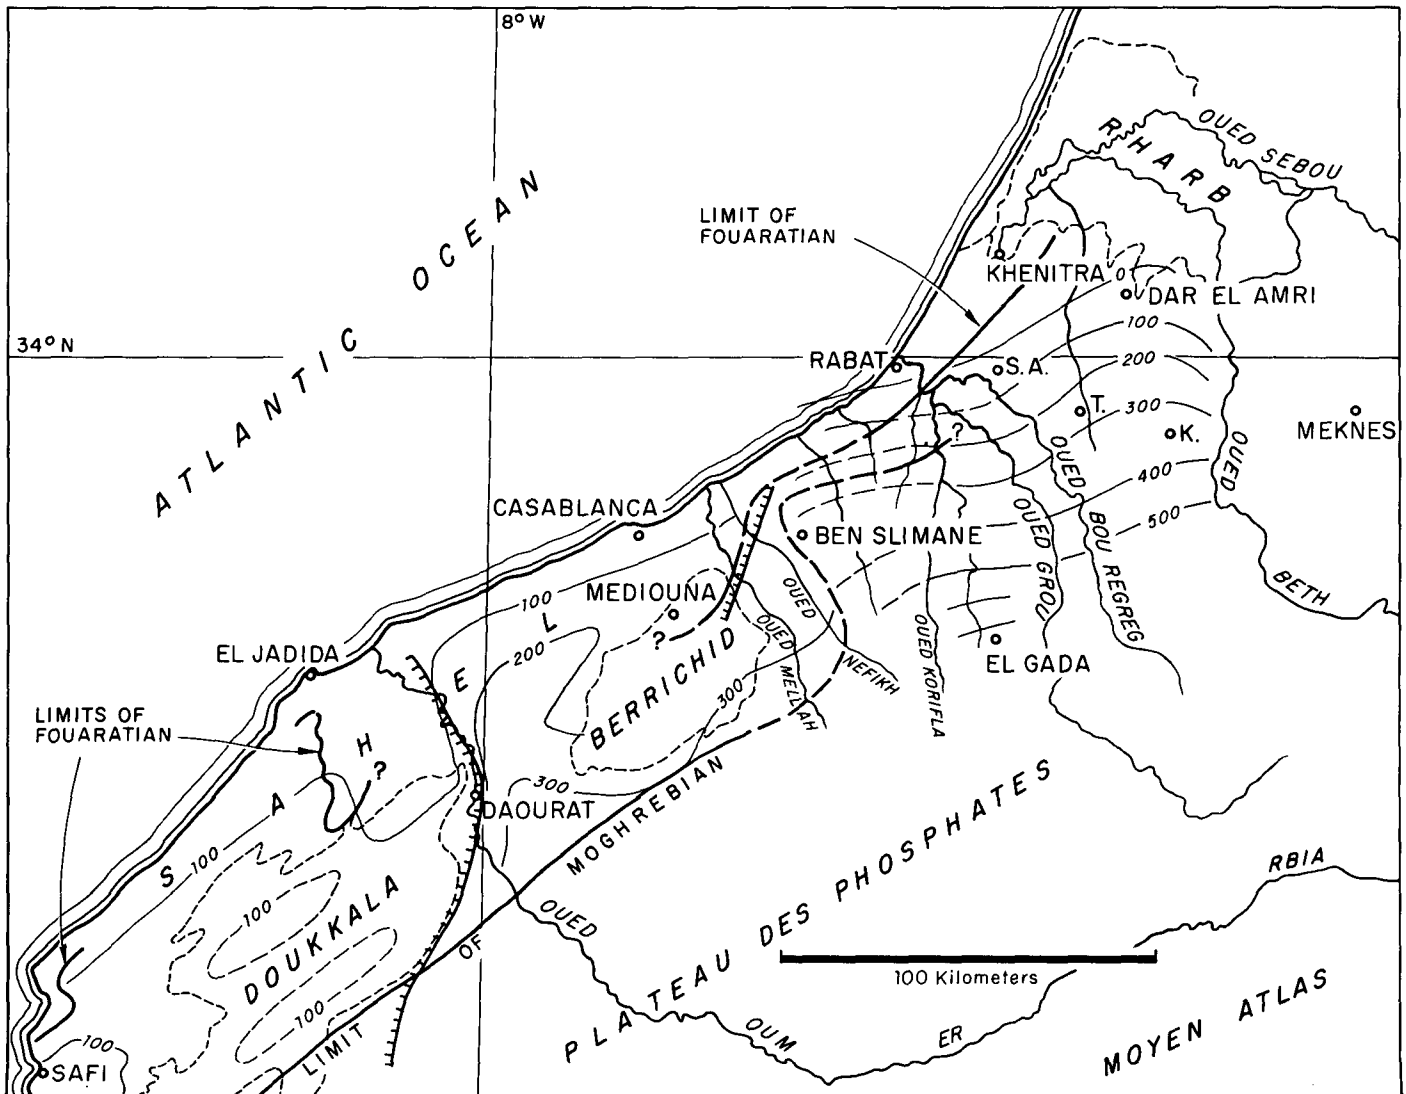 8° W
OUED SEBOU
RHARB
ATLANTIC OCEAN
LIMIT OF
FOUARATIAN
KHENITRA
0
DAR EL AMRI
34° N
100
RABAT
S.A.
200
T.
300
K.
MEKNES
?
OUED
BETH
400
500
CASABLANCA
BEN SLIMANE
OUED GROU
OUED BOU REGREG
100
MEDIOUNA
OUED
NEFIKH
OUED MELLAH
OUED KORIFLA
EL GADA
?
200
BERRICHID
300
EL JADIDA
SAHEL
LIMITS OF
FOUARATIAN
?
300
DAOURAT
100
DOUKKALA
100
100
LIMIT OF MOGHREBIAN
PLATEAU DES PHOSPHATES
OUED
OUM
ER
RBIA
100 Kilometers
MOYEN ATLAS
100
SAFI